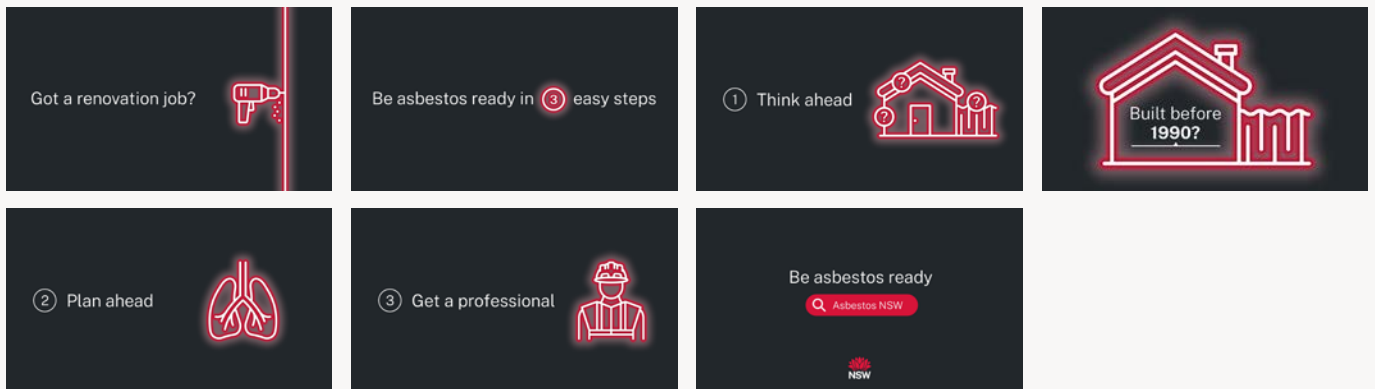 Got a renovation job?
Be asbestos ready in 3 easy steps
1 Think ahead
? ? ?
Built before
1990?
2 Plan ahead
3 Get a professional
Be asbestos ready
Asbestos NSW
NSW